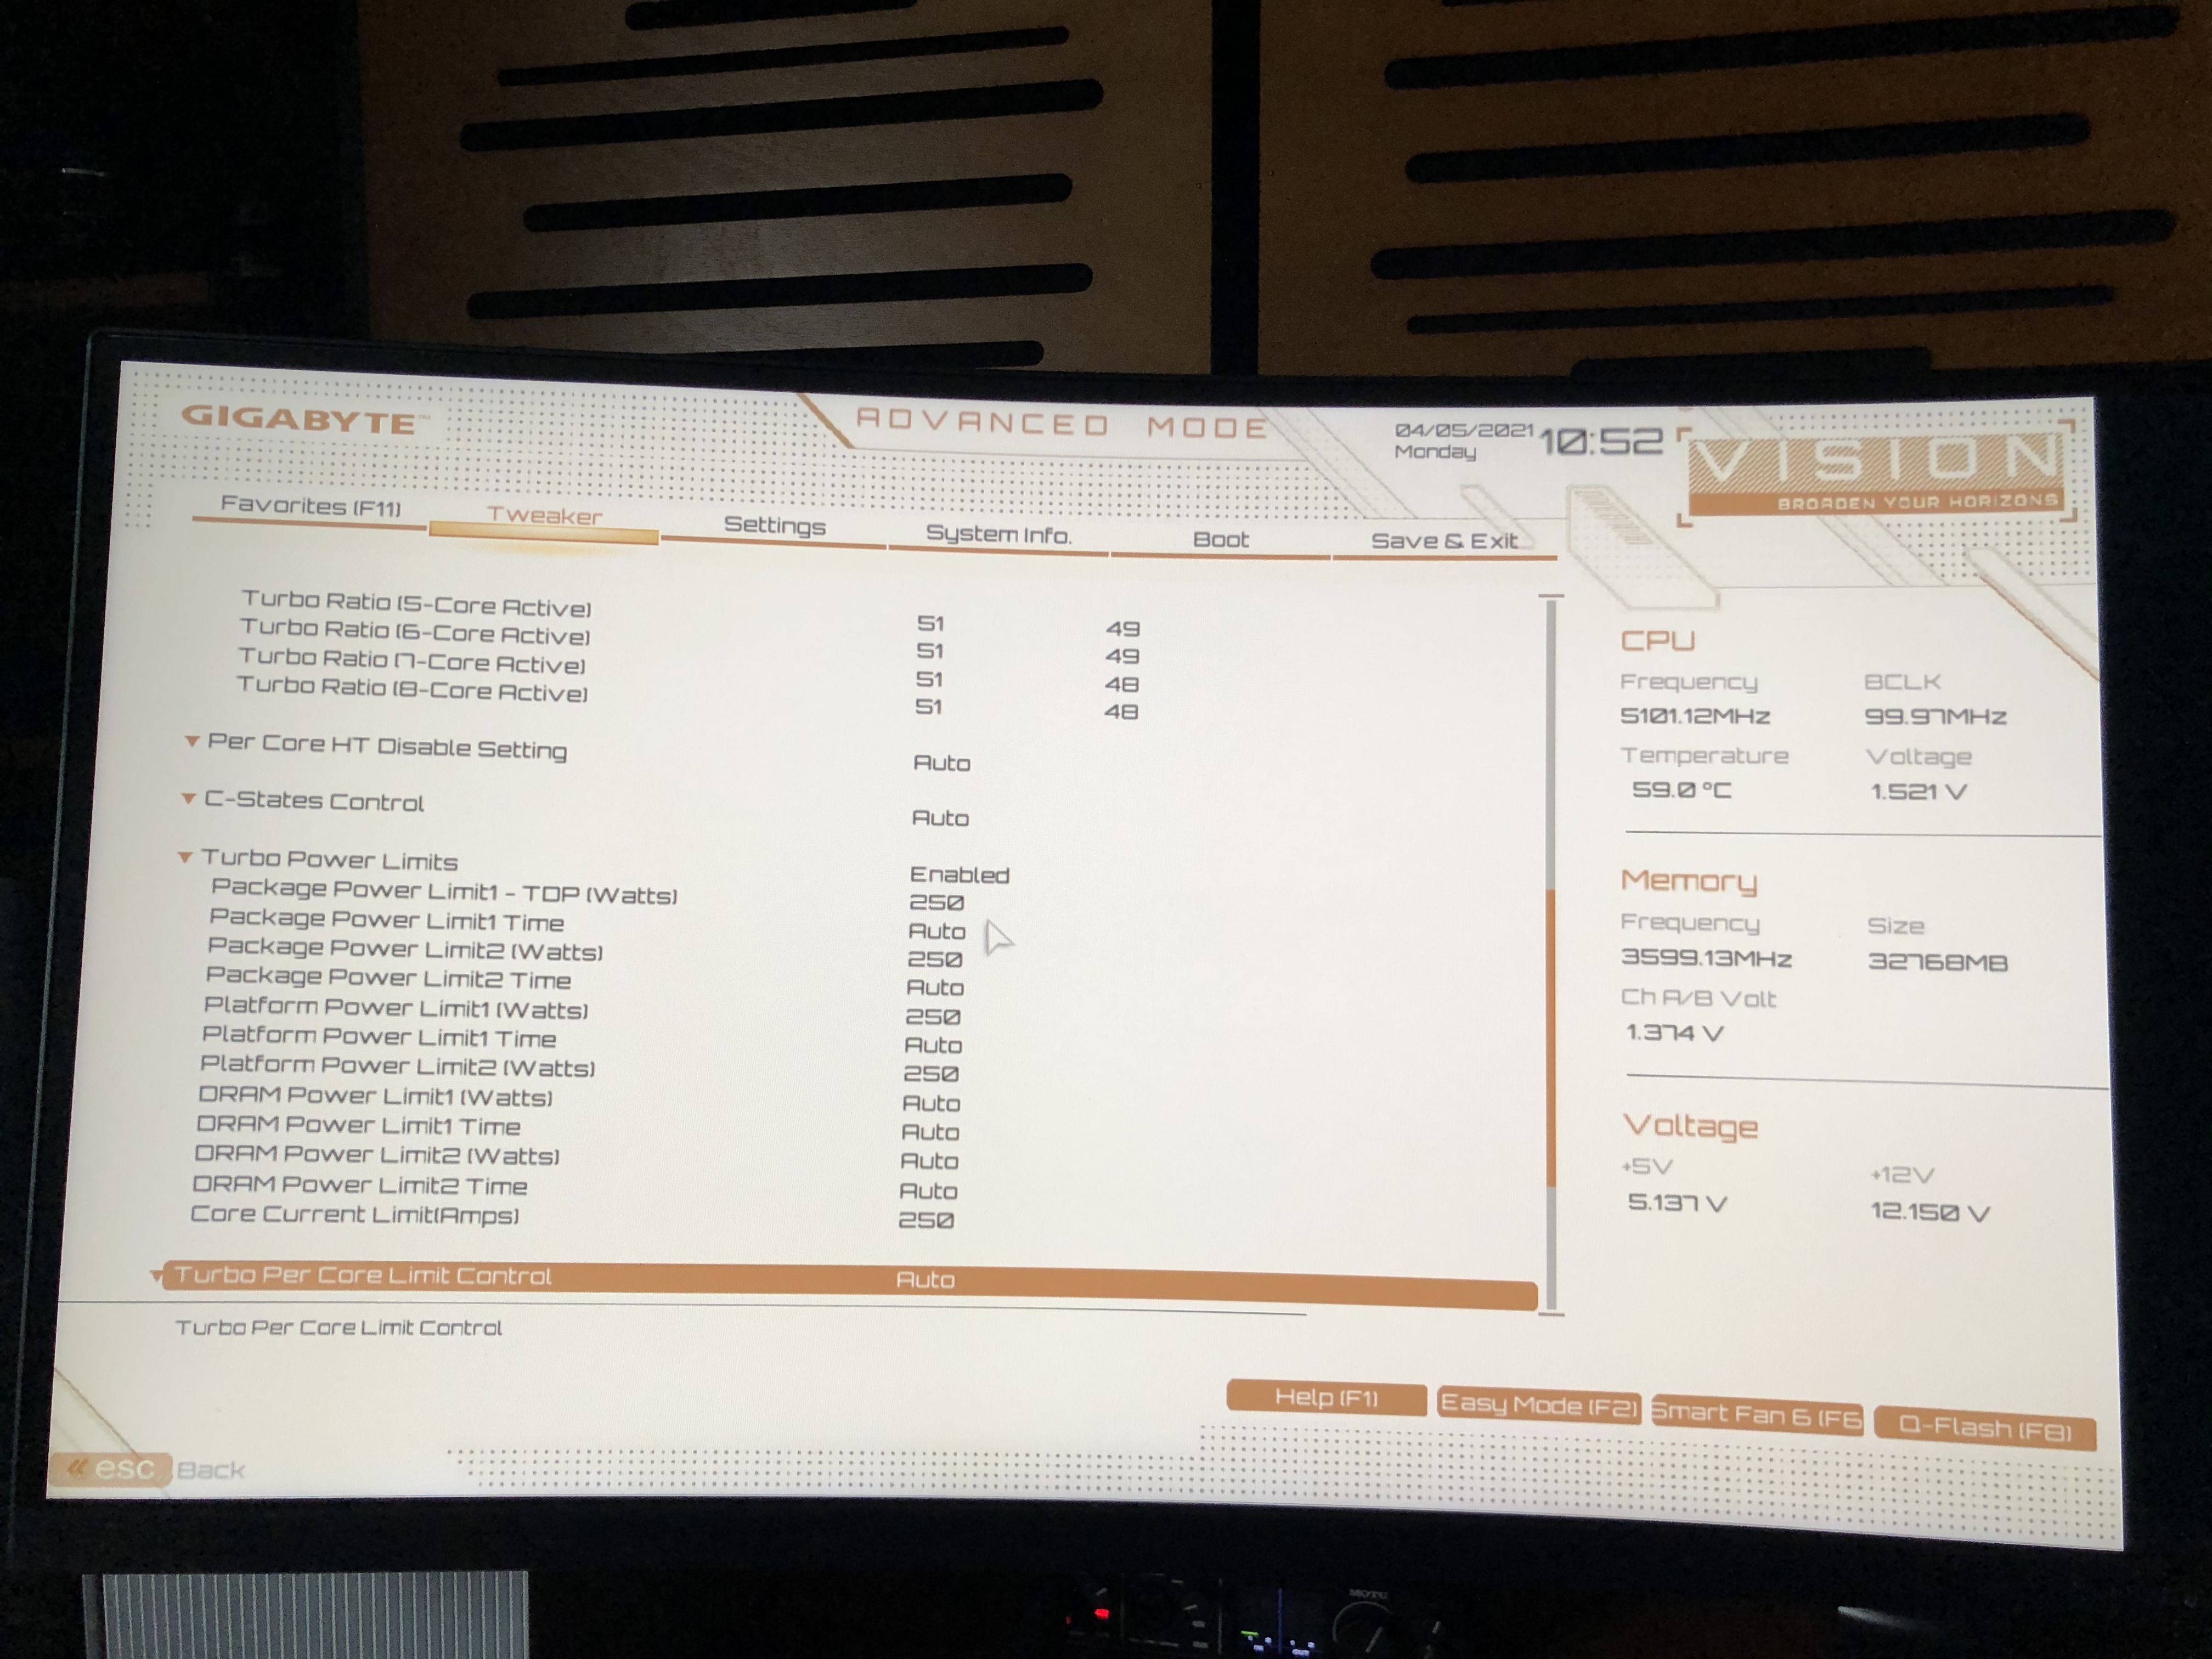 GIGABYTE™
ADVANCED MODE
04/05/2021
Monday
10:52
VISION
BROADEN YOUR HORIZONS
Favorites (F11)
Tweaker
Settings
System Info.
Boot
Save & Exit
Turbo Ratio (5-Core Active) 51 49
Turbo Ratio (6-Core Active) 51 49
Turbo Ratio (7-Core Active) 51 48
Turbo Ratio (8-Core Active) 51 48
Per Core HT Disable Setting Auto
C-States Control Auto
Turbo Power Limits Enabled
Package Power Limit1 - TDP (Watts) 250
Package Power Limit1 Time Auto
Package Power Limit2 (Watts) 250
Package Power Limit2 Time Auto
Platform Power Limit1 (Watts) 250
Platform Power Limit1 Time Auto
Platform Power Limit2 (Watts) 250
DRAM Power Limit1 (Watts) Auto
DRAM Power Limit1 Time Auto
DRAM Power Limit2 (Watts) Auto
DRAM Power Limit2 Time Auto
Core Current Limit(Amps) 250
Turbo Per Core Limit Control Auto
Turbo Per Core Limit Control
CPU
Frequency BCLK
5101.12MHz 99.97MHz
Temperature Voltage
59.0 °C 1.521 V
Memory
Frequency Size
3599.13MHz 32768MB
Ch A/B Volt
1.374 V
Voltage
+5V +12V
5.137 V 12.150 V
Help (F1)
Easy Mode (F2)
Smart Fan 6 (F6
Q-Flash (F8)
esc Back
MOTU